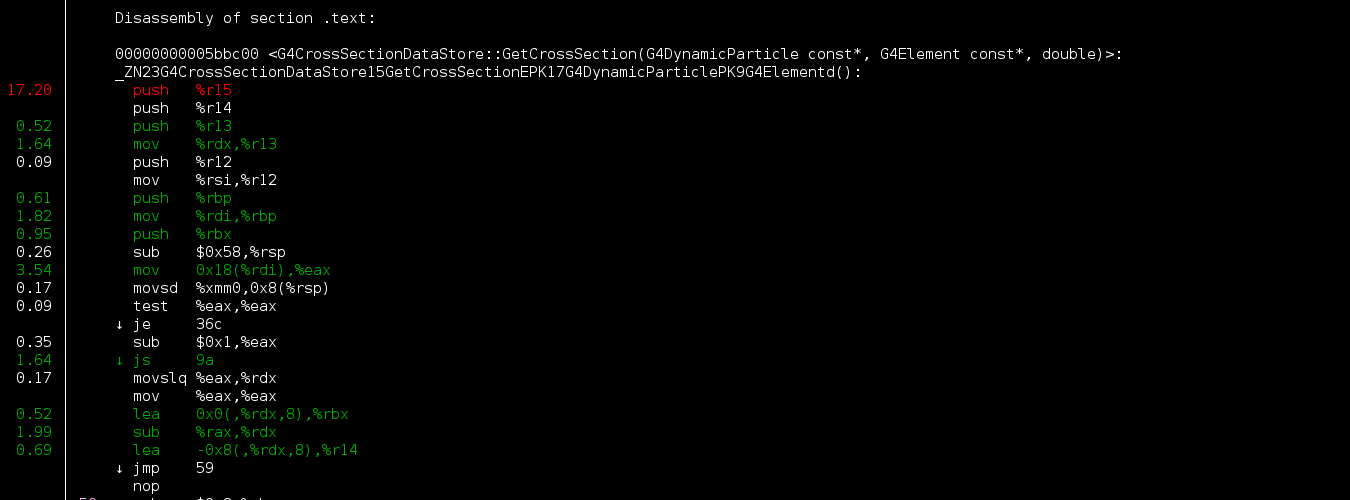 Disassembly of section .text:
00000000005bbc00 <G4CrossSectionDataStore::GetCrossSection(G4DynamicParticle const*, G4Element const*, double)>:
_ZN23G4CrossSectionDataStore15GetCrossSectionEPK17G4DynamicParticlePK9G4Elementd():
17.20 push %r15
push %r14
0.52 push %r13
1.64 mov %rdx,%r13
0.09 push %r12
mov %rsi,%r12
0.61 push %rbp
1.82 mov %rdi,%rbp
0.95 push %rbx
0.26 sub $0x58,%rsp
3.54 mov 0x18(%rdi),%eax
0.17 movsd %xmm0,0x8(%rsp)
0.09 test %eax,%eax
↓ je 36c
0.35 sub $0x1,%eax
1.64 ↓ js 9a
0.17 movslq %eax,%rdx
mov %eax,%eax
0.52 lea 0x0(,%rdx,8),%rbx
1.99 sub %rax,%rdx
0.69 lea -0x8(,%rdx,8),%r14
↓ jmp 59
nop